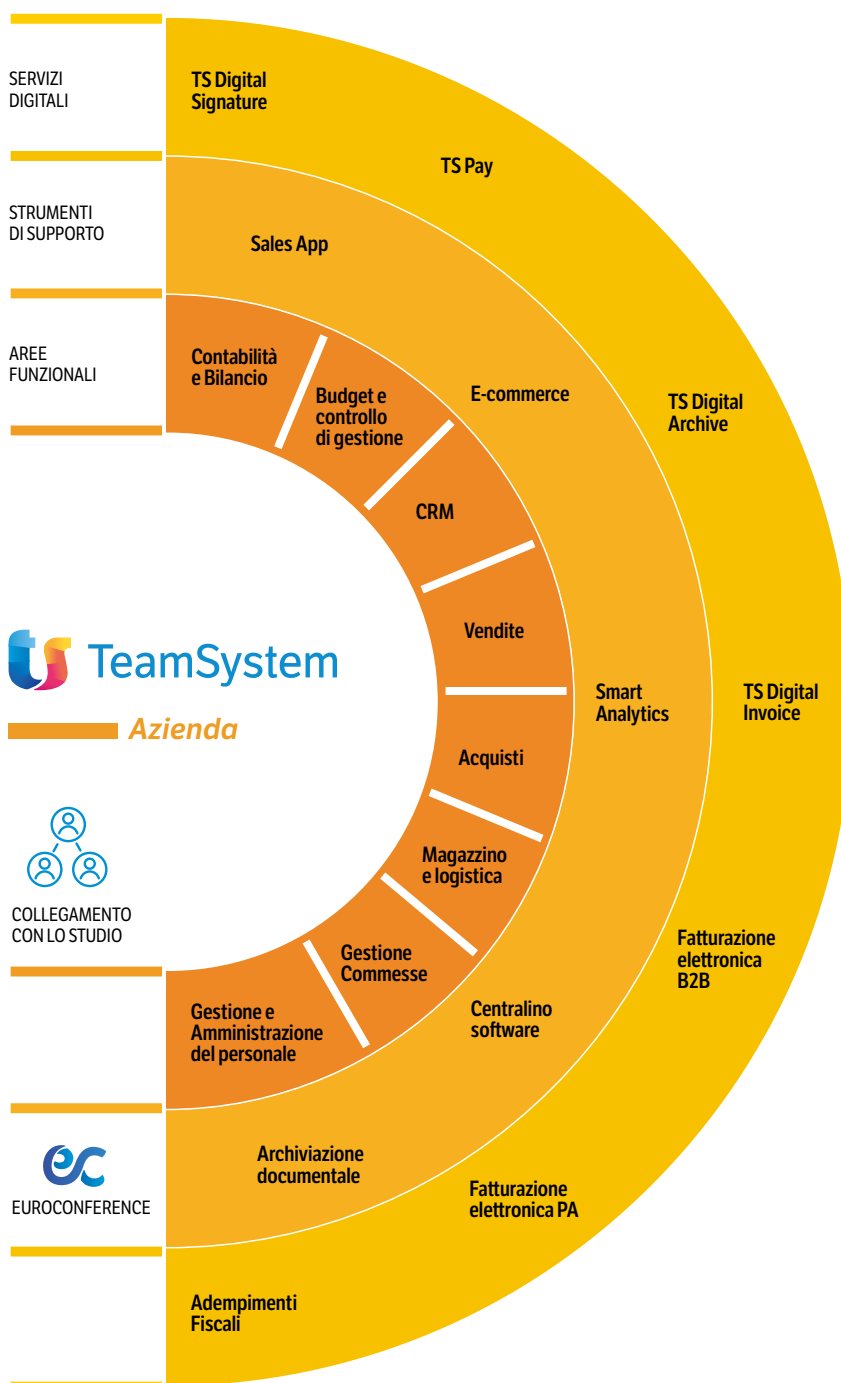 SERVIZI
DIGITALI
TS Digital
Signature
TS Pay
STRUMENTI
DI SUPPORTO
Sales App
AREE
FUNZIONALI
Contabilità
e Bilancio
Budget e
controllo
di gestione
E-commerce
TS Digital
Archive
CRM
Vendite
TeamSystem
Azienda
Smart
Analytics
TS Digital
Invoice
Acquisti
Magazzino
e logistica
COLLEGAMENTO
CON LO STUDIO
Gestione
Commesse
Fatturazione
elettronica
B2B
Gestione e
Amministrazione
del personale
Centralino
software
ec
EUROCONFERENCE
Archiviazione
documentale
Fatturazione
elettronica PA
Adempimenti
Fiscali